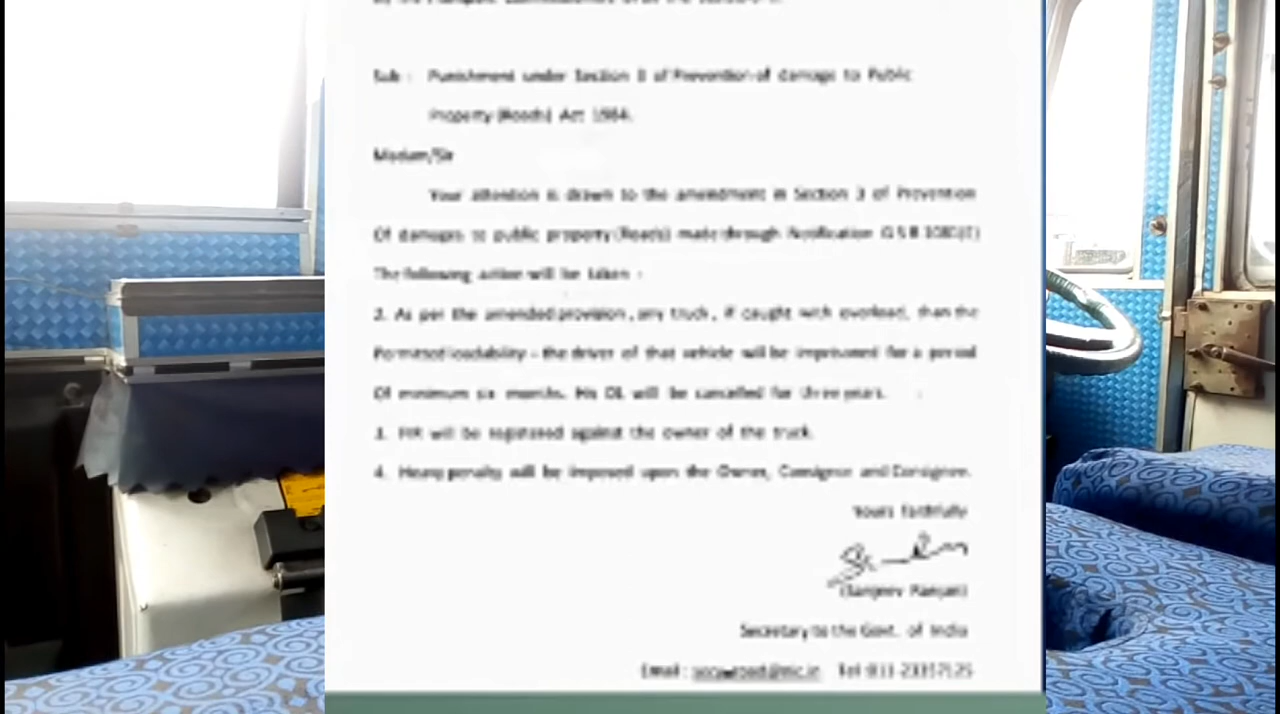 Sub : Punishment under Section 3 of Prevention of damage to Public
Property (Roads) Act 1984.
Madam/Sir
Your attention is drawn to the amendment in Section 3 of Prevention
Of damages to public property (Roads) made through Notification
The following action will be taken :
2. As per the amended provision, any truck, if caught with overload, than the
Permitted loadability - the driver of that vehicle will be imprisoned for a period
Of minimum six months. His DL will be cancelled for three years.
3. FIR will be registered against the owner of the truck.
4. Heavy penalty will be imposed upon the Owner, Consignor and Consignee.
Yours faithfully
(Sanjeev Ranjan)
Secretary to the Govt. of India
Email : Tel